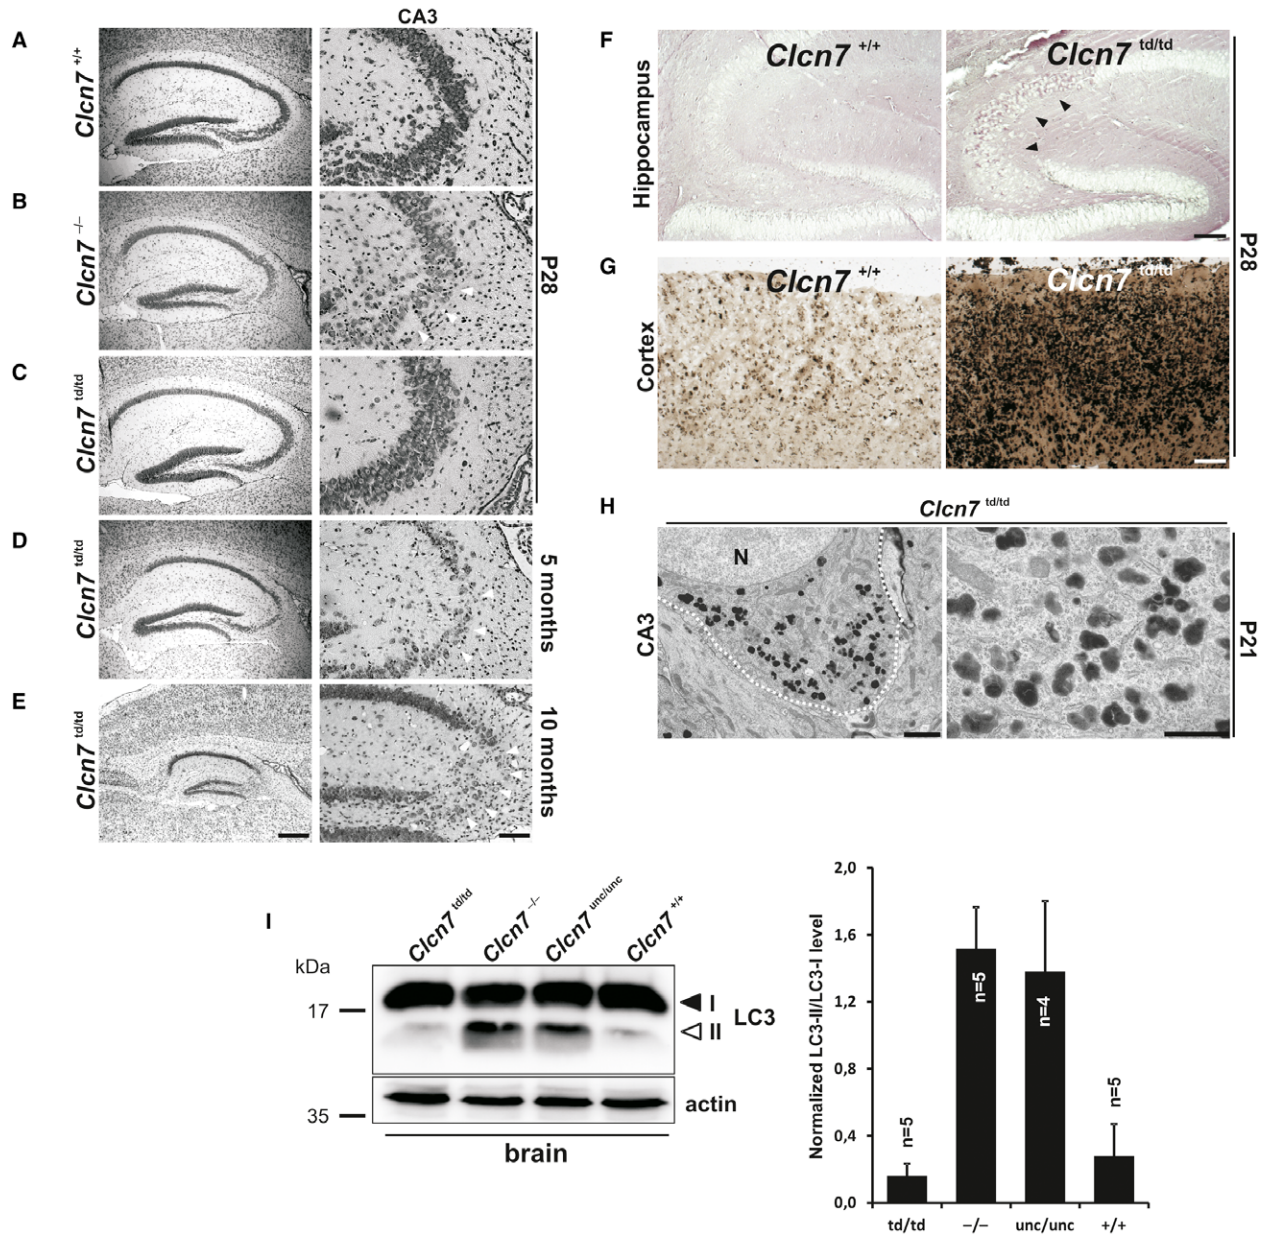 CA3
A
Clcn7 +/+
B
Clcn7 –/–
C
Clcn7 td/td
P28
D
Clcn7 td/td
5 months
E
Clcn7 td/td
10 months
F
Hippocampus
Clcn7 +/+
Clcn7 td/td
G
Cortex
Clcn7 +/+
Clcn7 td/td
P28
H
Clcn7 td/td
CA3
N
P21
I
Clcn7 td/td
Clcn7 –/–
Clcn7 unc/unc
Clcn7 +/+
kDa
17
I
II
LC3
35
actin
brain
Normalized LC3-II/LC3-I level
2,0
1,6
1,2
0,8
0,4
0,0
n=5
n=5
n=4
n=5
td/td
–/–
unc/unc
+/+